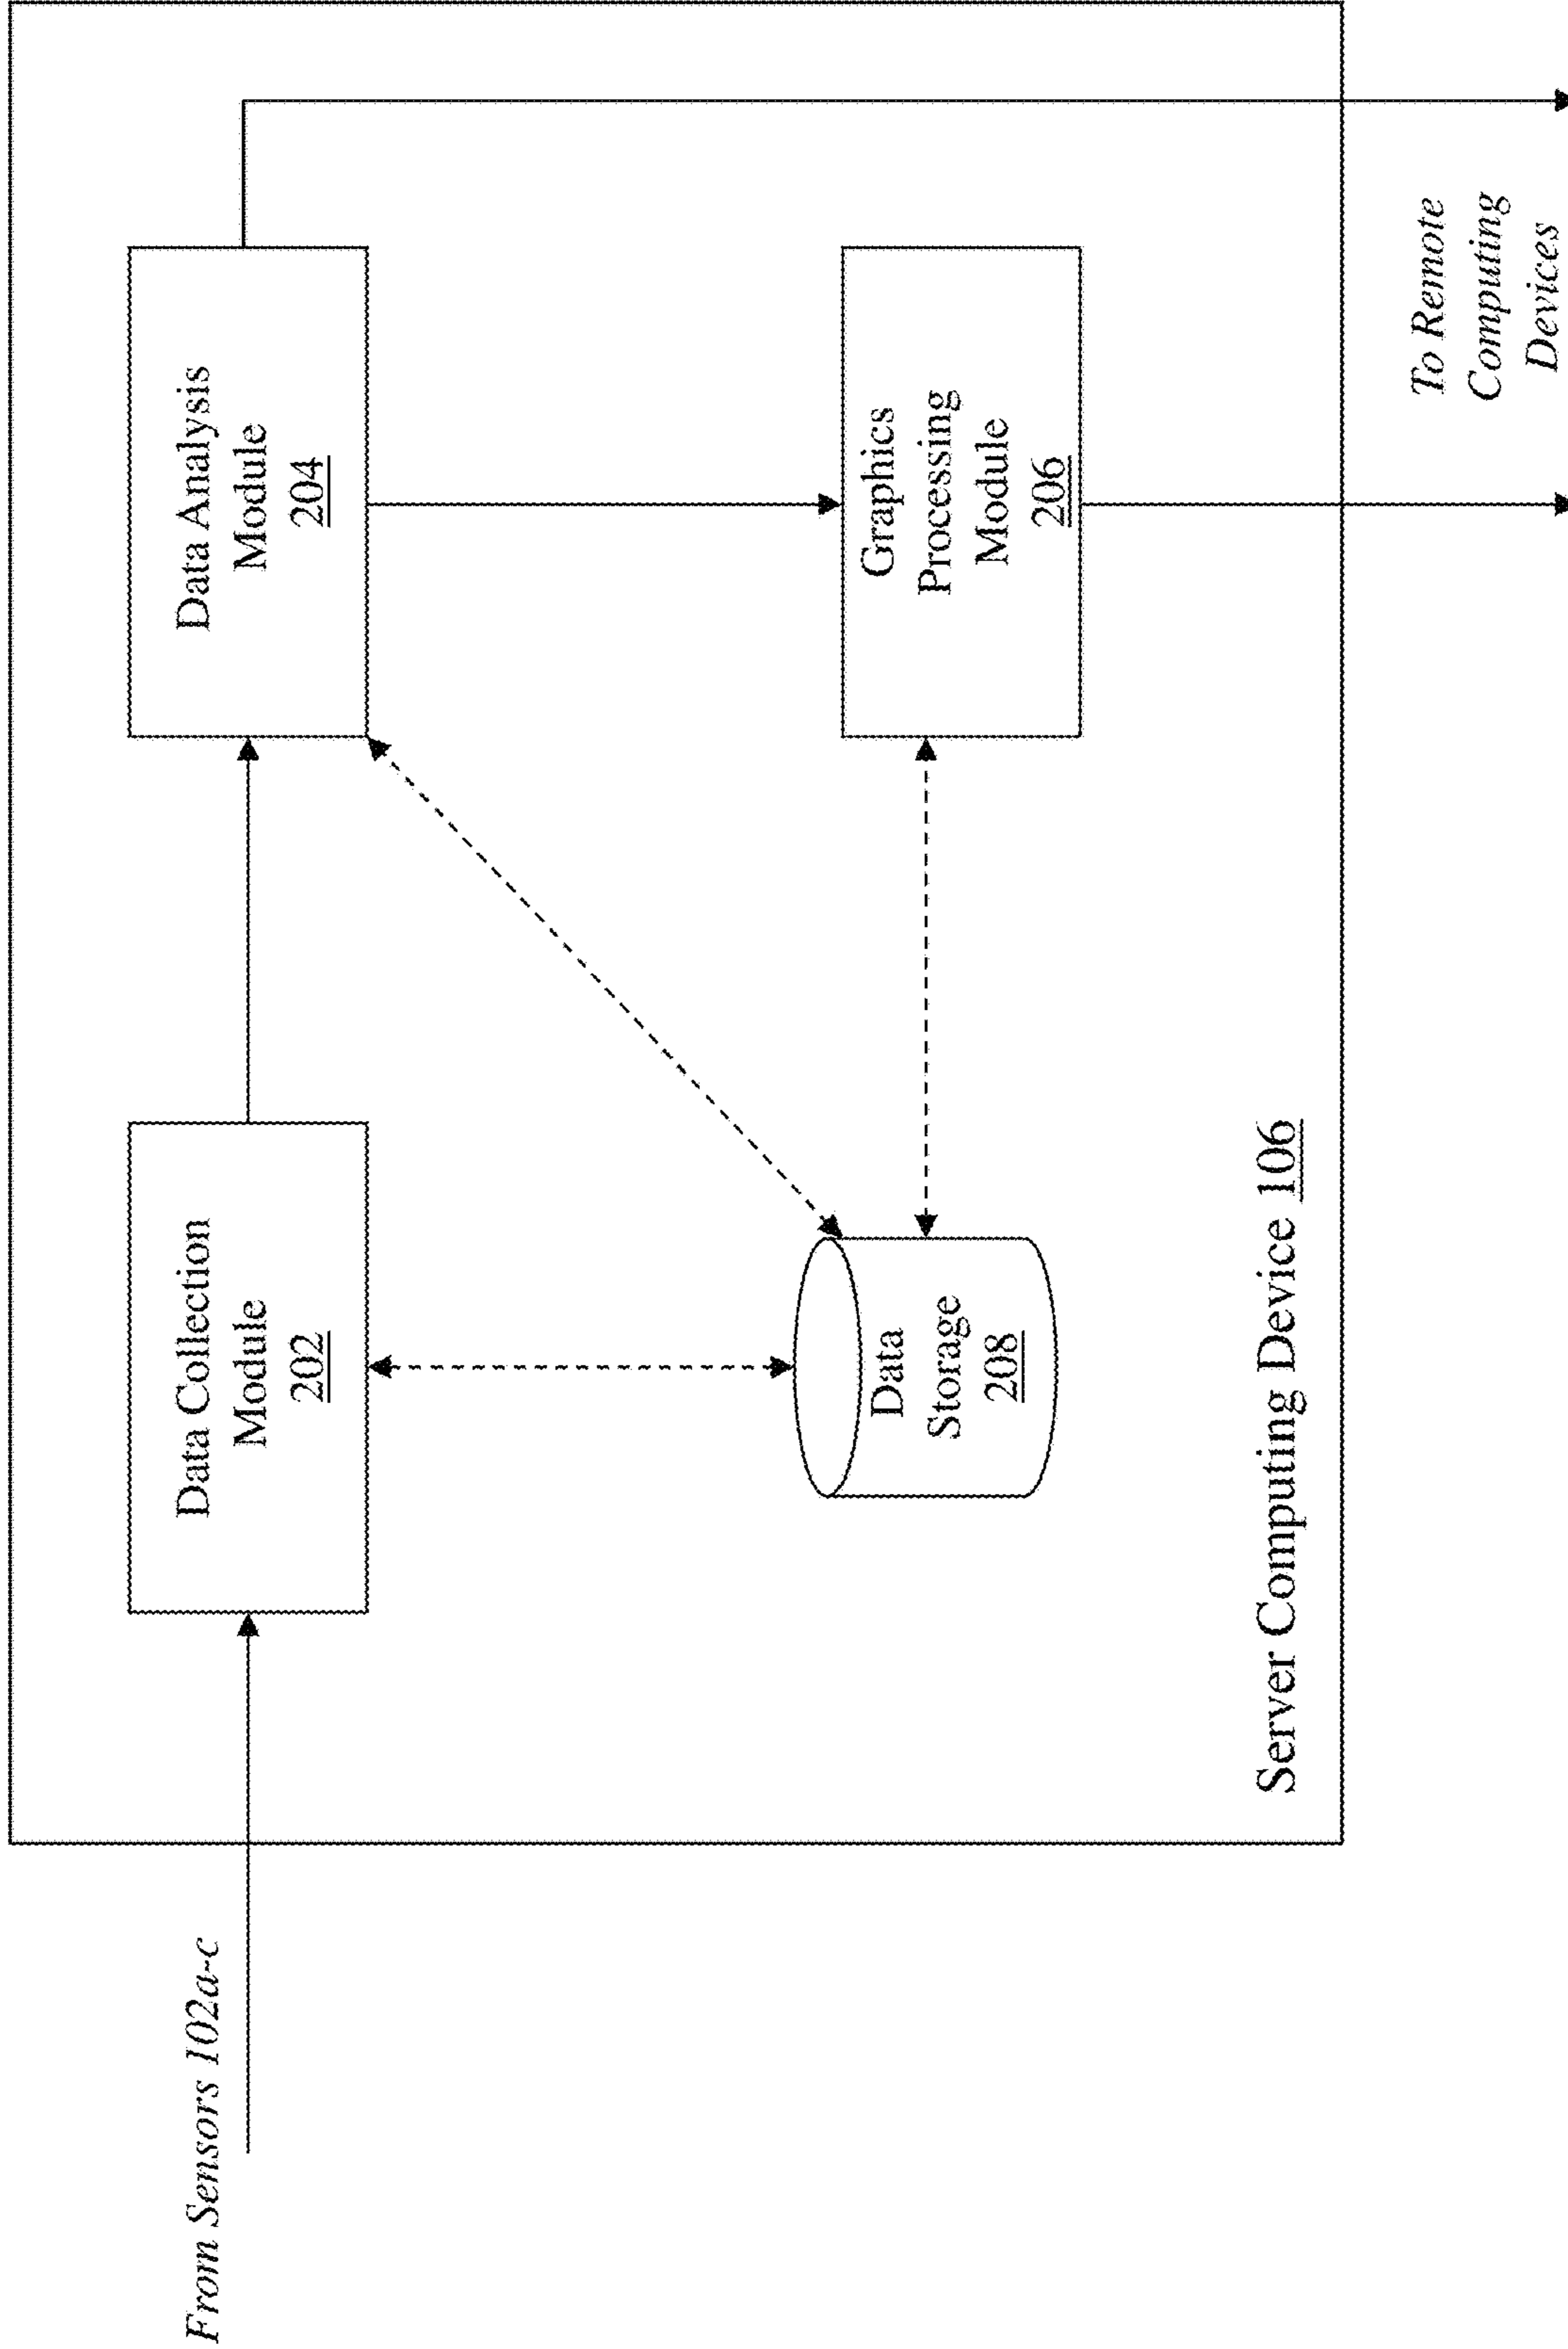 From Sensors 102a-c
Data Collection
Module
202
Data Analysis
Module
204
Data
Storage
208
Graphics
Processing
Module
206
Server Computing Device 106
To Remote
Computing
Devices